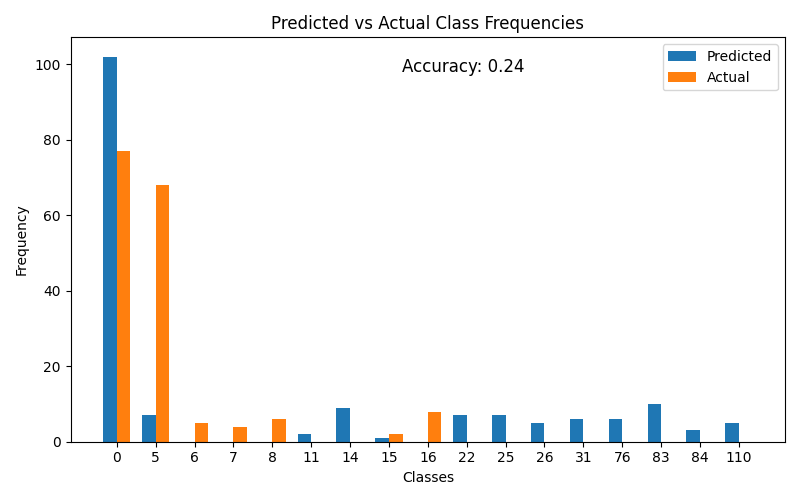 Predicted vs Actual Class Frequencies
Accuracy: 0.24
Predicted
Actual
Frequency
100
80
60
40
20
0
0 5 6 7 8 11 14 15 16 22 25 26 31 76 83 84 110
Classes